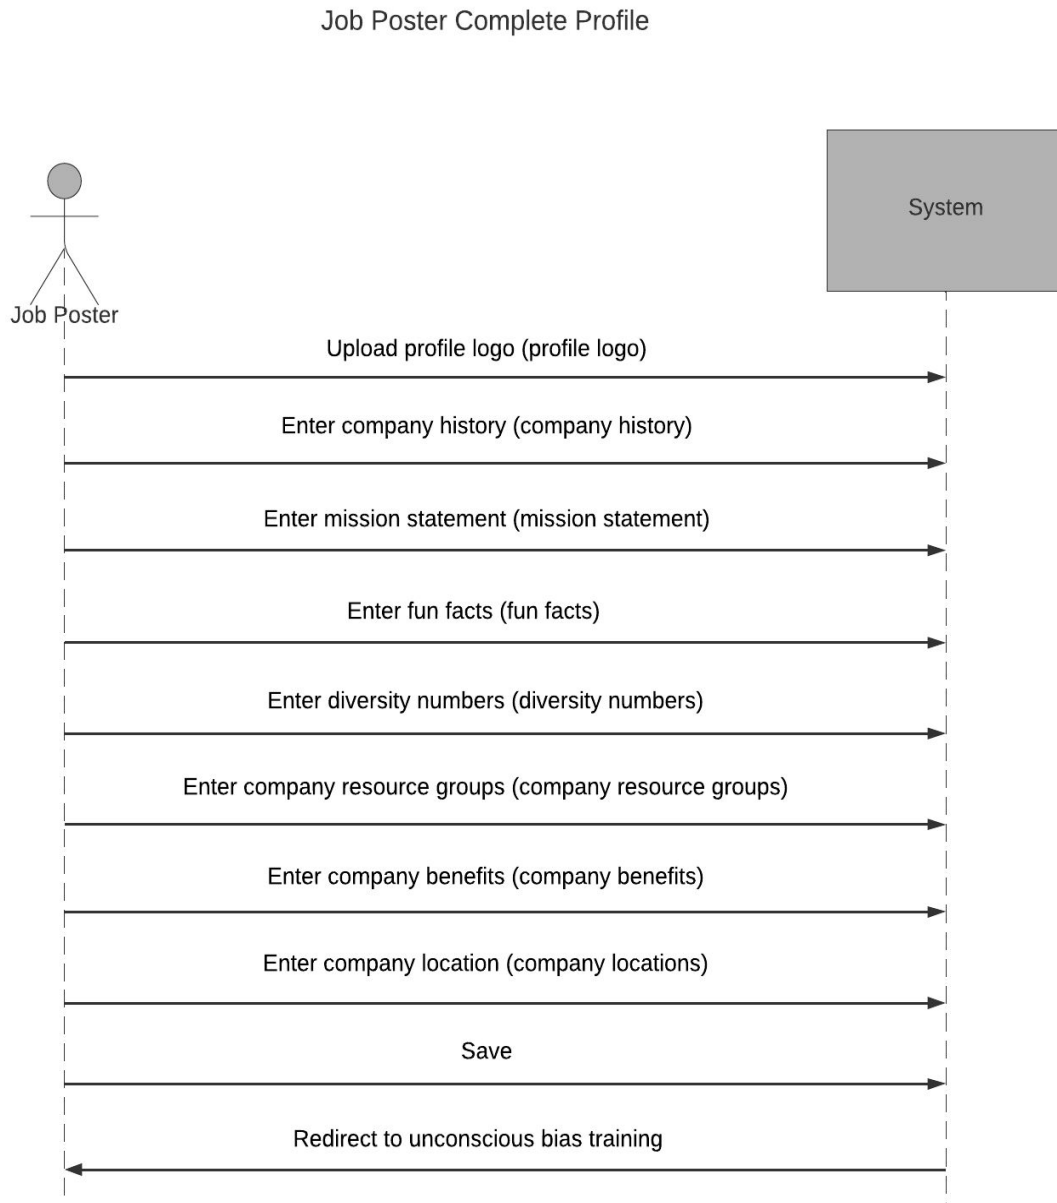 Job Poster Complete Profile
System
Job Poster
Upload profile logo (profile logo)
Enter company history (company history)
Enter mission statement (mission statement)
Enter fun facts (fun facts)
Enter diversity numbers (diversity numbers)
Enter company resource groups (company resource groups)
Enter company benefits (company benefits)
Enter company location (company locations)
Save
Redirect to unconscious bias training